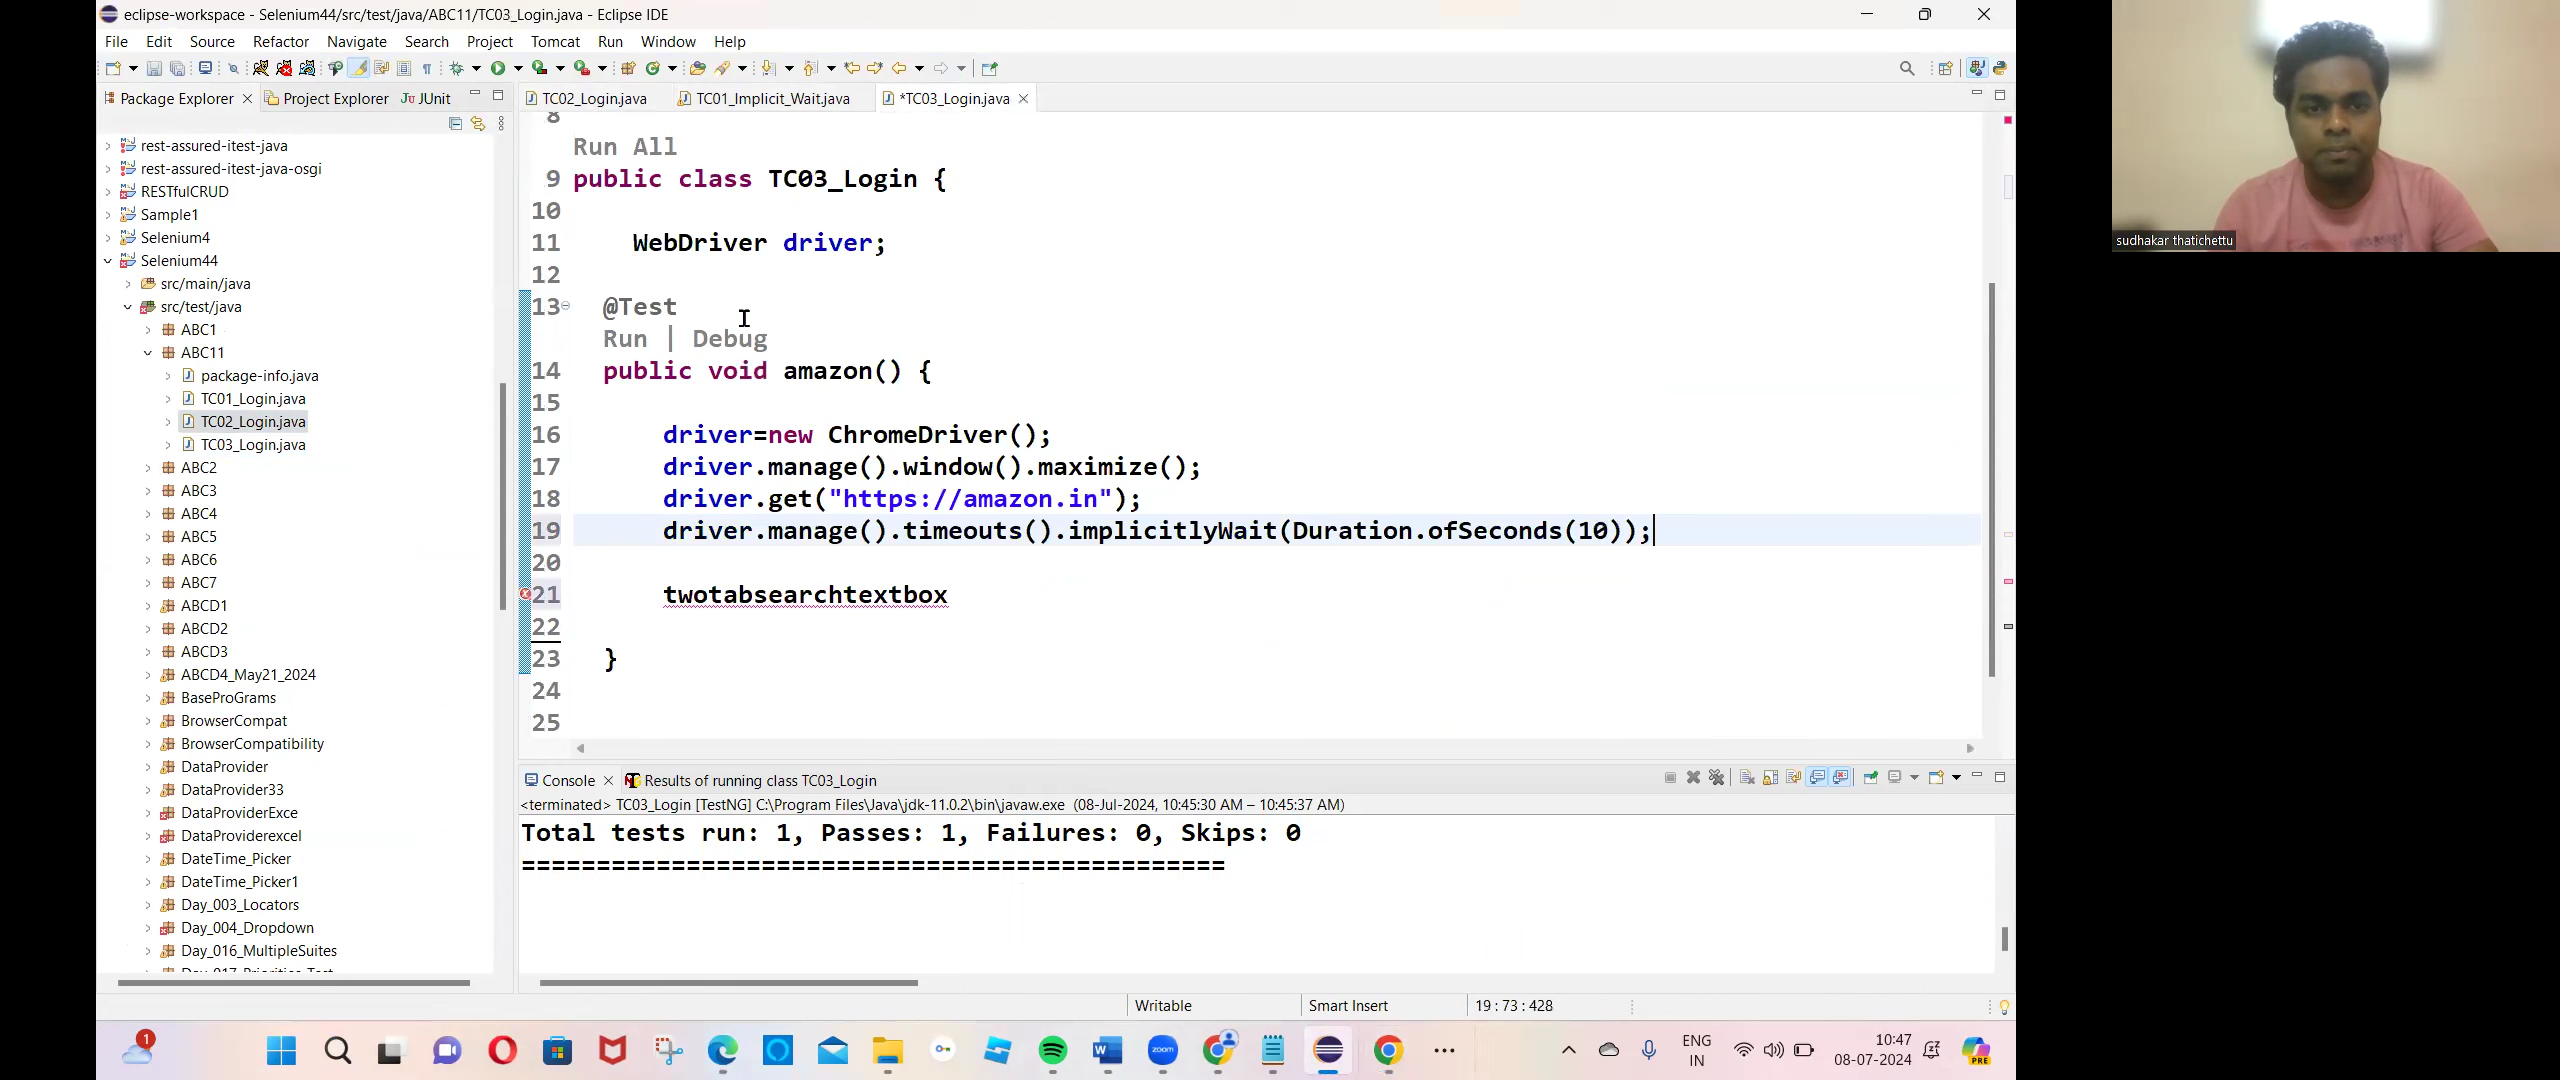 eclipse-workspace - Selenium44/src/test/java/ABC11/TC03_Login.java - Eclipse IDE
File Edit Source Refactor Navigate Search Project Tomcat Run Window Help
Package Explorer Project Explorer JUnit
TC02_Login.java TC01_Implicit_Wait.java *TC03_Login.java
rest-assured-itest-java
rest-assured-itest-java-osgi
RESTfulCRUD
Sample1
Selenium4
Selenium44
src/main/java
src/test/java
ABC1
ABC11
package-info.java
TC01_Login.java
TC02_Login.java
TC03_Login.java
ABC2
ABC3
ABC4
ABC5
ABC6
ABC7
ABCD1
ABCD2
ABCD3
ABCD4_May21_2024
BaseProGrams
BrowserCompat
BrowserCompatibility
DataProvider
DataProvider33
DataProviderExce
DataProviderexcel
DateTime_Picker
DateTime_Picker1
Day_003_Locators
Day_004_Dropdown
Day_016_MultipleSuites
Day_017_Priorities_Test
8
Run All
9 public class TC03_Login {
10
11 WebDriver driver;
12
13 @Test
Run | Debug
14 public void amazon() {
15
16 driver=new ChromeDriver();
17 driver.manage().window().maximize();
18 driver.get("https://amazon.in");
19 driver.manage().timeouts().implicitlyWait(Duration.ofSeconds(10));
20
21 twotabsearchtextbox
22
23 }
24
25
Console Results of running class TC03_Login
<terminated> TC03_Login [TestNG] C:\Program Files\Java\jdk-11.0.2\bin\javaw.exe (08-Jul-2024, 10:45:30 AM – 10:45:37 AM)
Total tests run: 1, Passes: 1, Failures: 0, Skips: 0
===============================================
Writable Smart Insert 19 : 73 : 428
1
zoom
PRE
ENG
IN
10:47
08-07-2024
sudhakar thatichettu